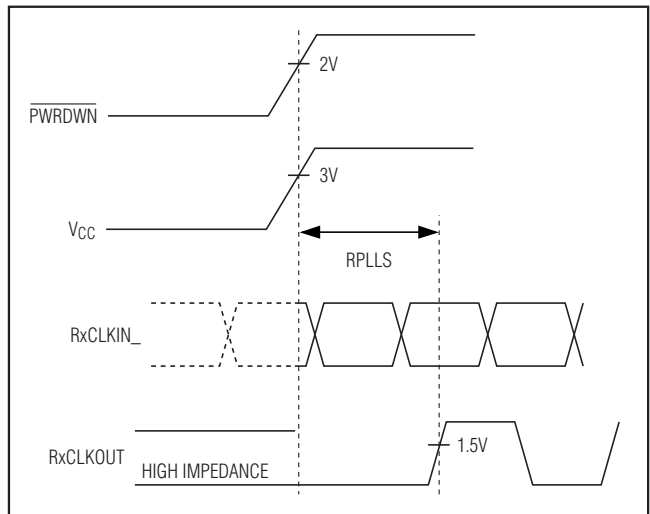 2V
PWRDWN
3V
VCC
RPLLS
RxCLKIN_
1.5V
RxCLKOUT
HIGH IMPEDANCE